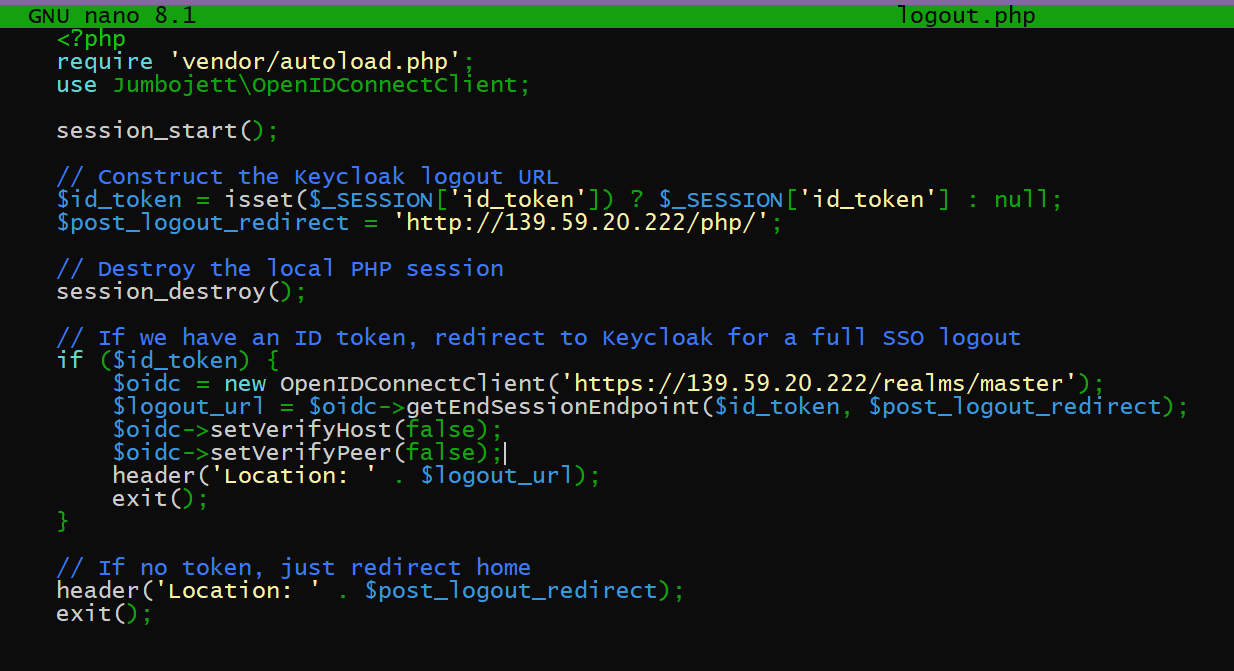 GNU nano 8.1 logout.php
<?php
require 'vendor/autoload.php';
use Jumbojett\OpenIDConnectClient;
session_start();
// Construct the Keycloak logout URL
$id_token = isset($_SESSION['id_token']) ? $_SESSION['id_token'] : null;
$post_logout_redirect = 'http://139.59.20.222/php/';
// Destroy the local PHP session
session_destroy();
// If we have an ID token, redirect to Keycloak for a full SSO logout
if ($id_token) {
$oidc = new OpenIDConnectClient('https://139.59.20.222/realms/master');
$logout_url = $oidc->getEndSessionEndpoint($id_token, $post_logout_redirect);
$oidc->setVerifyHost(false);
$oidc->setVerifyPeer(false);
header('Location: ' . $logout_url);
exit();
}
// If no token, just redirect home
header('Location: ' . $post_logout_redirect);
exit();